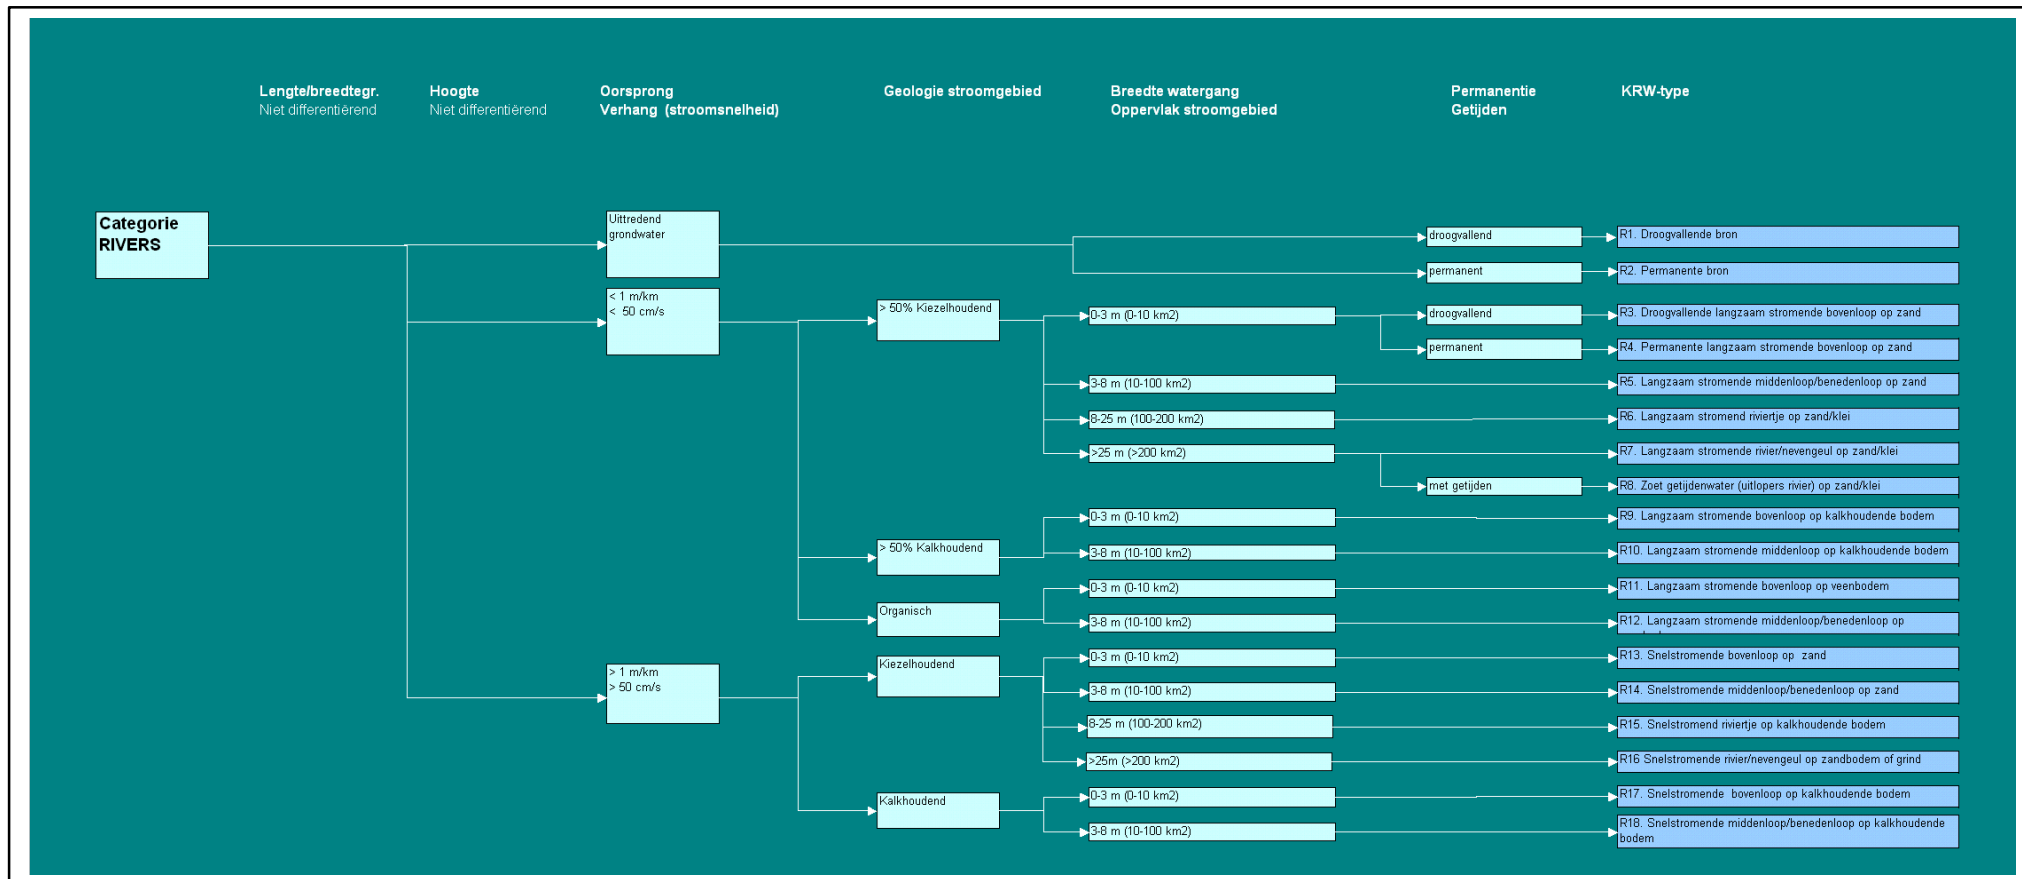 Lengte/breedtegr. Hoogte Oorsprong Geologie stroomgebied Breedte watergang Permanentie KRW-type
Niet differentiërend Niet differentiërend Verhang (stroomsnelheid) Oppervlak stroomgebied Getijden
Categorie
RIVERS
Uittredend
grondwater
droogvallend R1. Droogvallende bron
permanent R2. Permanente bron
< 1 m/km
< 50 cm/s
> 50% Kiezelhoudend
0-3 m (0-10 km2) droogvallend R3. Droogvallende langzaam stromende bovenloop op zand
permanent R4. Permanente langzaam stromende bovenloop op zand
3-8 m (10-100 km2) R5. Langzaam stromende middenloop/benedenloop op zand
8-25 m (100-200 km2) R6. Langzaam stromend riviertje op zand/klei
>25 m (>200 km2) R7. Langzaam stromende rivier/nevengeul op zand/klei
met getijden R8. Zoet getijdenwater (uitlopers rivier) op zand/klei
> 50% Kalkhoudend
0-3 m (0-10 km2) R9. Langzaam stromende bovenloop op kalkhoudende bodem
3-8 m (10-100 km2) R10. Langzaam stromende middenloop op kalkhoudende bodem
Organisch
0-3 m (0-10 km2) R11. Langzaam stromende bovenloop op veenbodem
3-8 m (10-100 km2) R12. Langzaam stromende middenloop/benedenloop op
> 1 m/km
> 50 cm/s
Kiezelhoudend
0-3 m (0-10 km2) R13. Snelstromende bovenloop op zand
3-8 m (10-100 km2) R14. Snelstromende middenloop/benedenloop op zand
8-25 m (100-200 km2) R15. Snelstromend riviertje op kalkhoudende bodem
>25m (>200 km2) R16 Snelstromende rivier/nevengeul op zandbodem of grind
Kalkhoudend
0-3 m (0-10 km2) R17. Snelstromende bovenloop op kalkhoudende bodem
3-8 m (10-100 km2) R18. Snelstromende middenloop/benedenloop op kalkhoudende
bodem